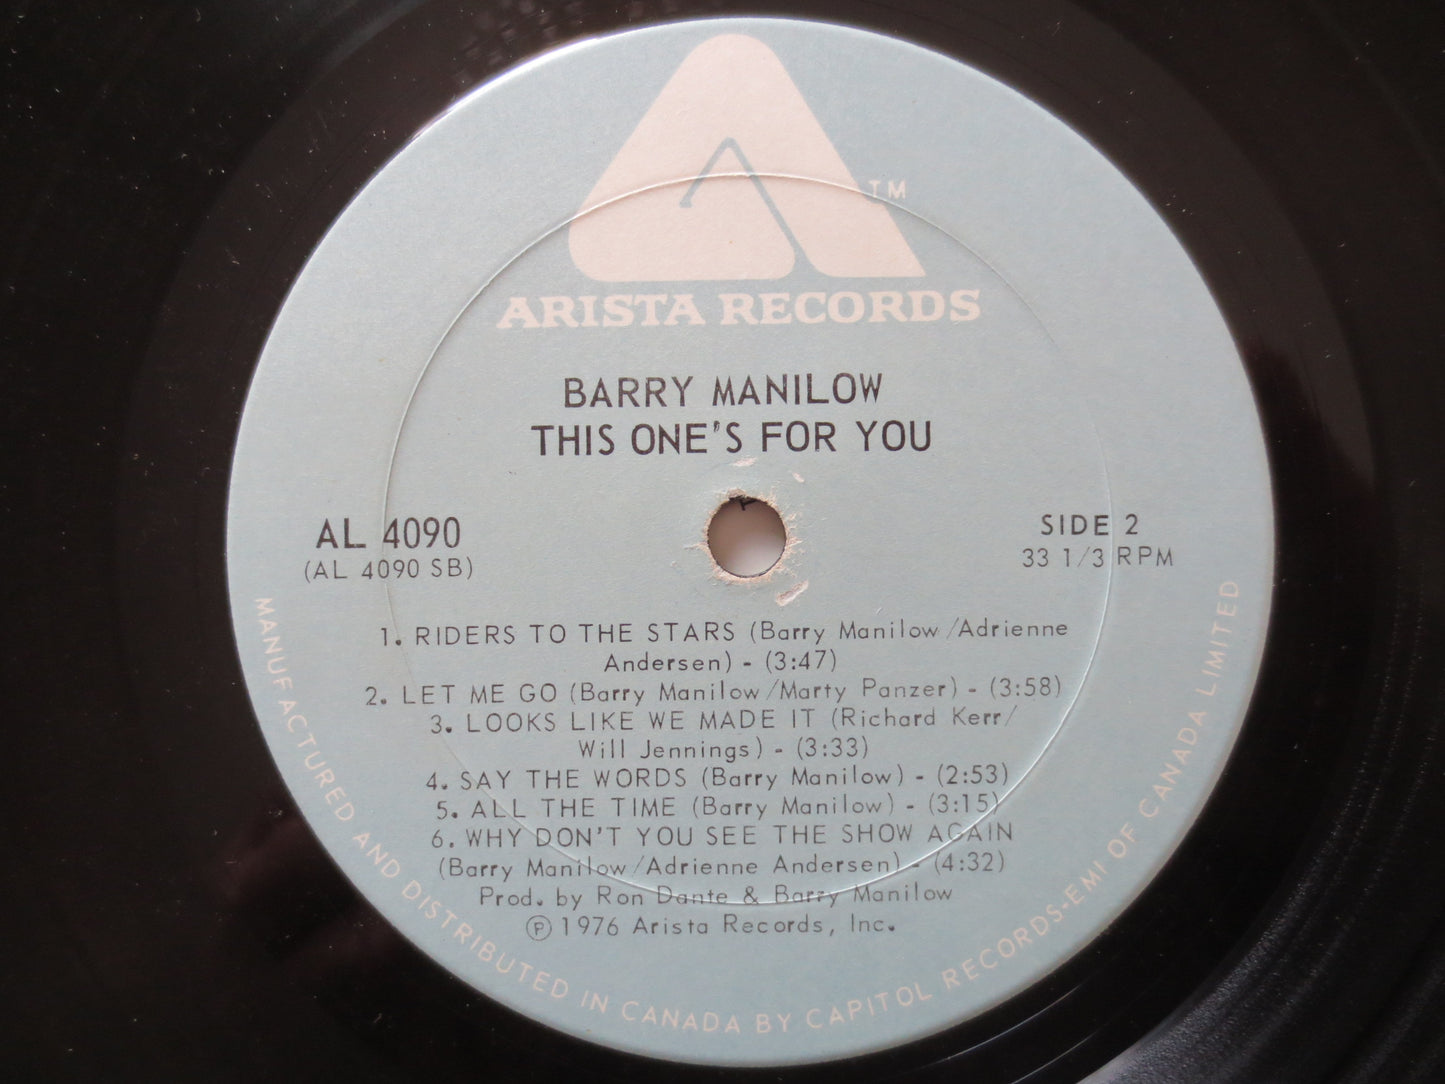 TM
ARISTA RECORDS
BARRY MANILOW
THIS ONE'S FOR YOU
AL 4090
(AL 4090 SB)
SIDE 2
33 1/3 RPM
1. RIDERS TO THE STARS (Barry Manilow/Adrienne
Andersen) - (3:47)
2. LET ME GO (Barry Manilow/Marty Panzer) - (3:58)
3. LOOKS LIKE WE MADE IT (Richard Kerr/
Will Jennings) - (3:33)
4. SAY THE WORDS (Barry Manilow) - (2:53)
5. ALL THE TIME (Barry Manilow) - (3:15)
6. WHY DON'T YOU SEE THE SHOW AGAIN
(Barry Manilow/Adrienne Andersen) - (4:32)
Prod. by Ron Dante & Barry Manilow
℗ 1976 Arista Records, Inc.
MANUFACTURED AND DISTRIBUTED IN CANADA BY CAPITOL RECORDS-EMI OF CANADA LIMITED